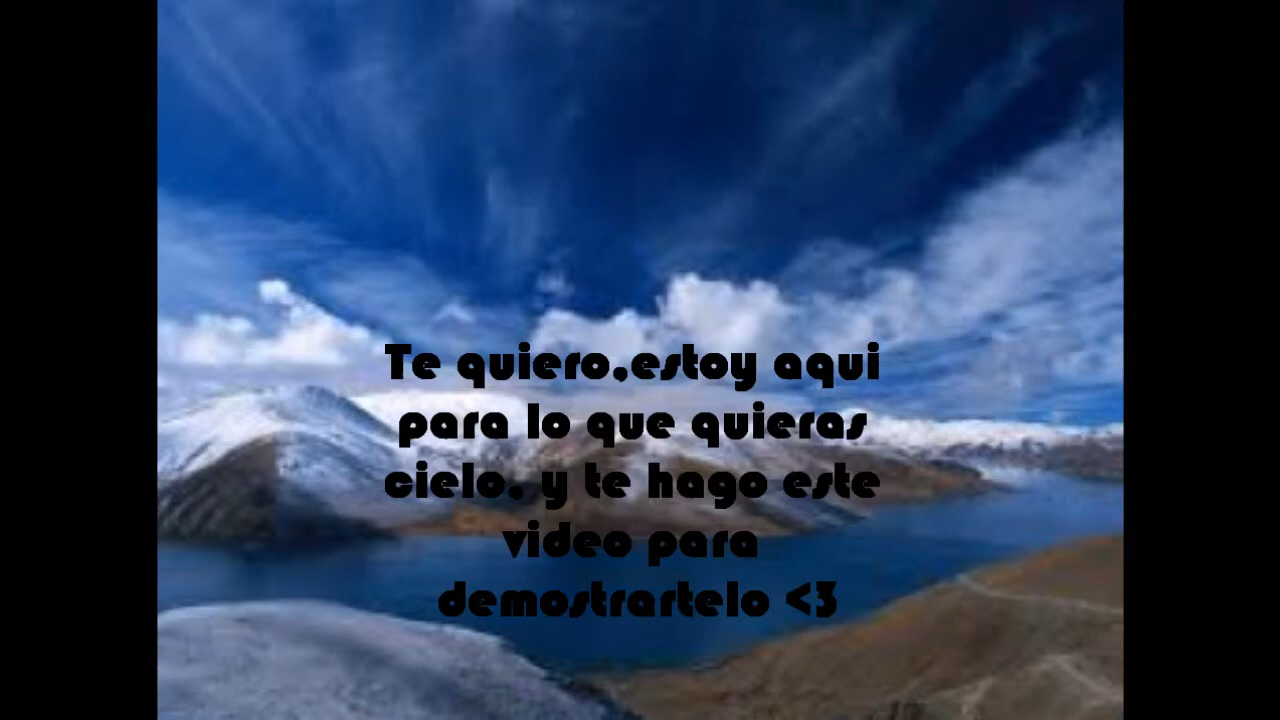 Te quiero,estoy aqui
para lo que quieras
cielo, y te hago este
video para
demostrartelo <3